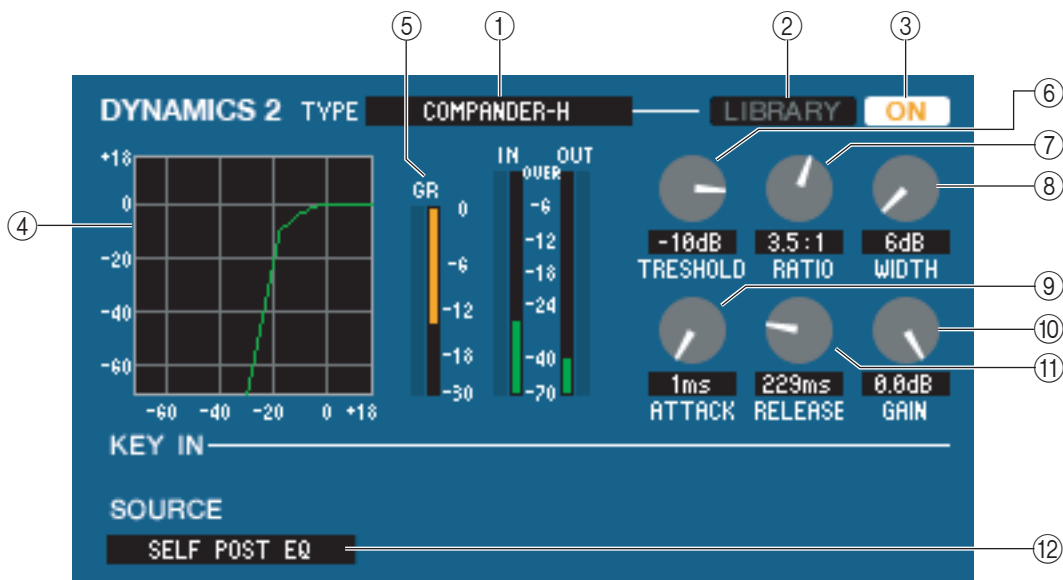 ⑤ ① ② ③
DYNAMICS 2 TYPE COMPANDER-H LIBRARY ON
⑥
⑦
⑧
④
+18
0
-20
-40
-60
-60 -40 -20 0 +18
GR
0
-6
-12
-18
-30
IN OUT
OVER
-6
-12
-18
-24
-40
-70
-10dB 3.5:1 6dB
TRESHOLD RATIO WIDTH
⑨
⑩
⑪
1ms 229ms 0.0dB
ATTACK RELEASE GAIN
KEY IN
SOURCE
SELF POST EQ
⑫